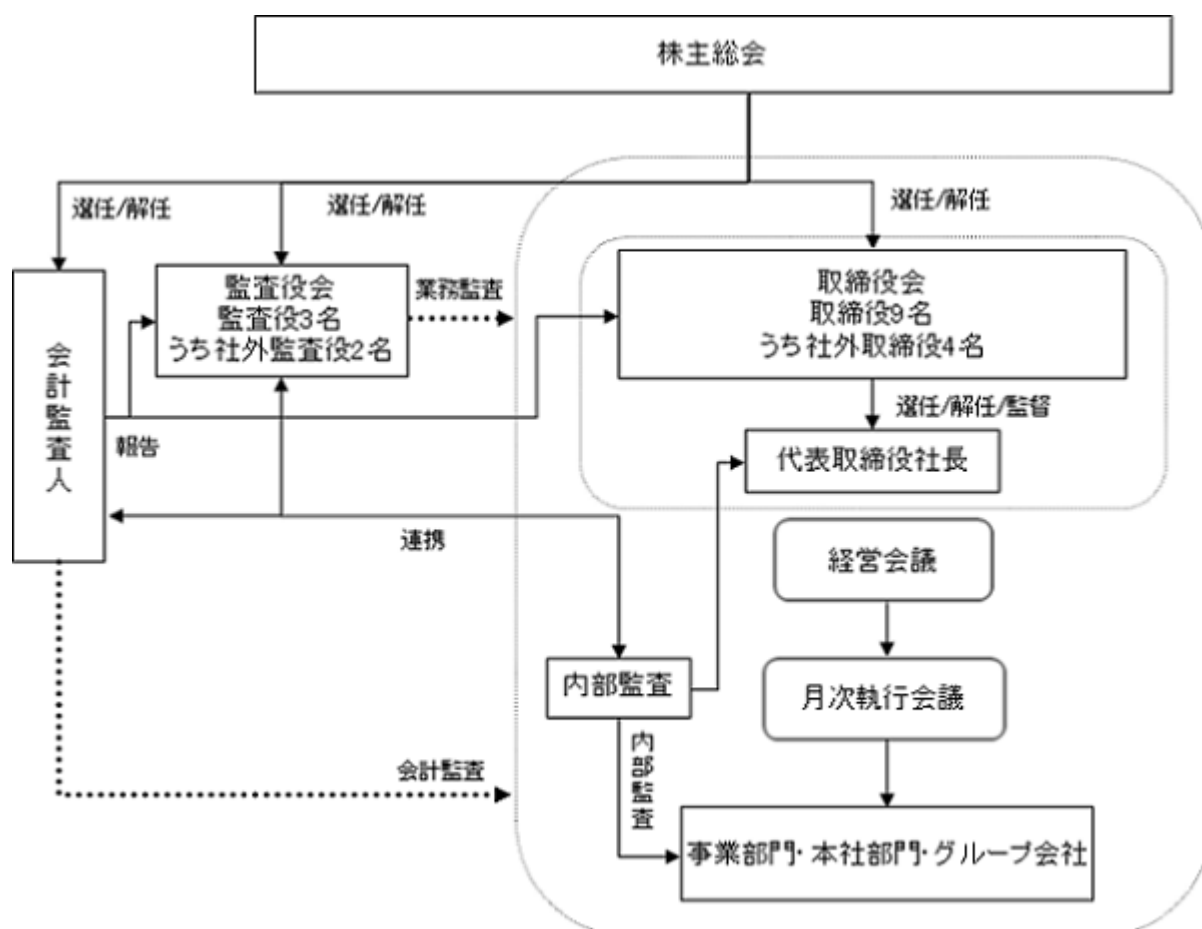 株主総会
選任/解任
選任/解任
選任/解任
監査役会
監査役3名
うち社外監査役2名
業務監査
取締役会
取締役9名
うち社外取締役4名
会計監査人
報告
選任/解任/監督
代表取締役社長
連携
経営会議
内部監査
月次執行会議
内部監査
会計監査
事業部門・本社部門・グループ会社